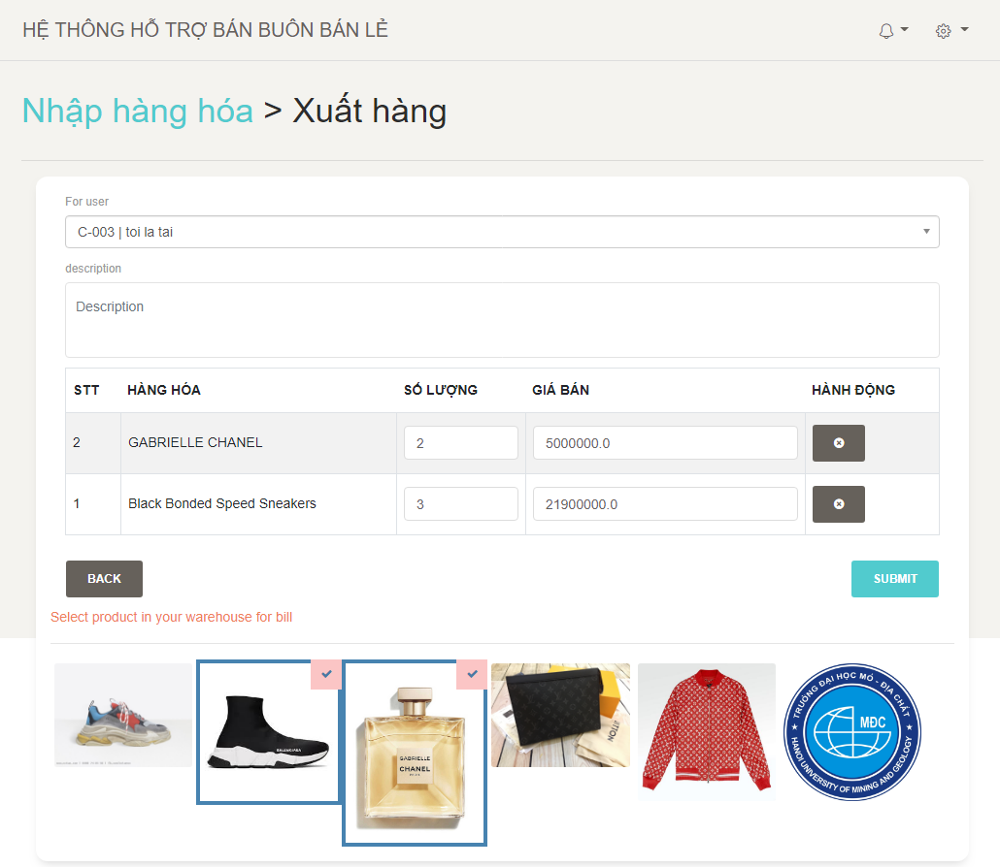 HỆ THỐNG HỖ TRỢ BÁN BUÔN BÁN LẺ
Nhập hàng hóa > Xuất hàng
For user
C-003 | toi la tai
description
Description
STT HÀNG HÓA SỐ LƯỢNG GIÁ BÁN HÀNH ĐỘNG
2 GABRIELLE CHANEL 2 5000000.0
1 Black Bonded Speed Sneakers 3 21900000.0
BACK SUBMIT
Select product in your warehouse for bill
BALENCIAGA
GABRIELLE
CHANEL
PARIS
VUITTON
TRƯỜNG ĐẠI HỌC MỎ - ĐỊA CHẤT
MĐC
HANOI UNIVERSITY OF MINING AND GEOLOGY